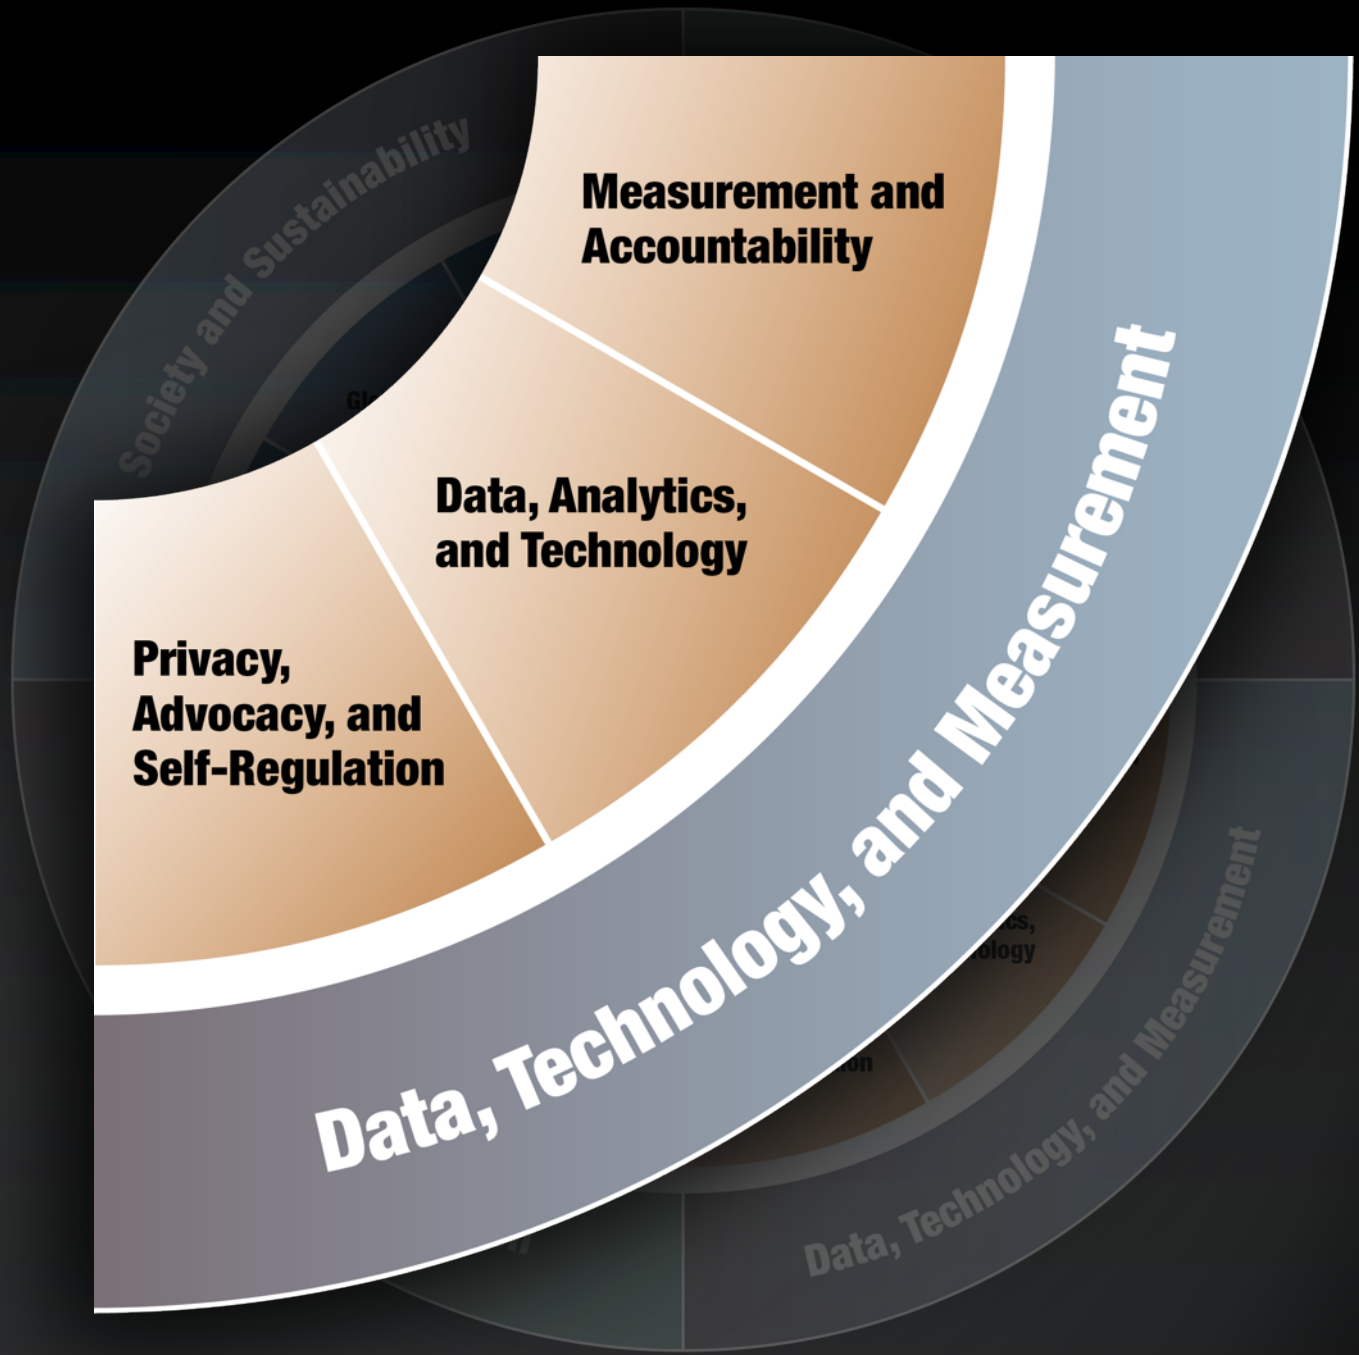 Society and Sustainability
Measurement and
Accountability
Data, Analytics,
and Technology
Privacy,
Advocacy, and
Self-Regulation
Data, Technology, and Measurement
Data, Technology, and Measurement